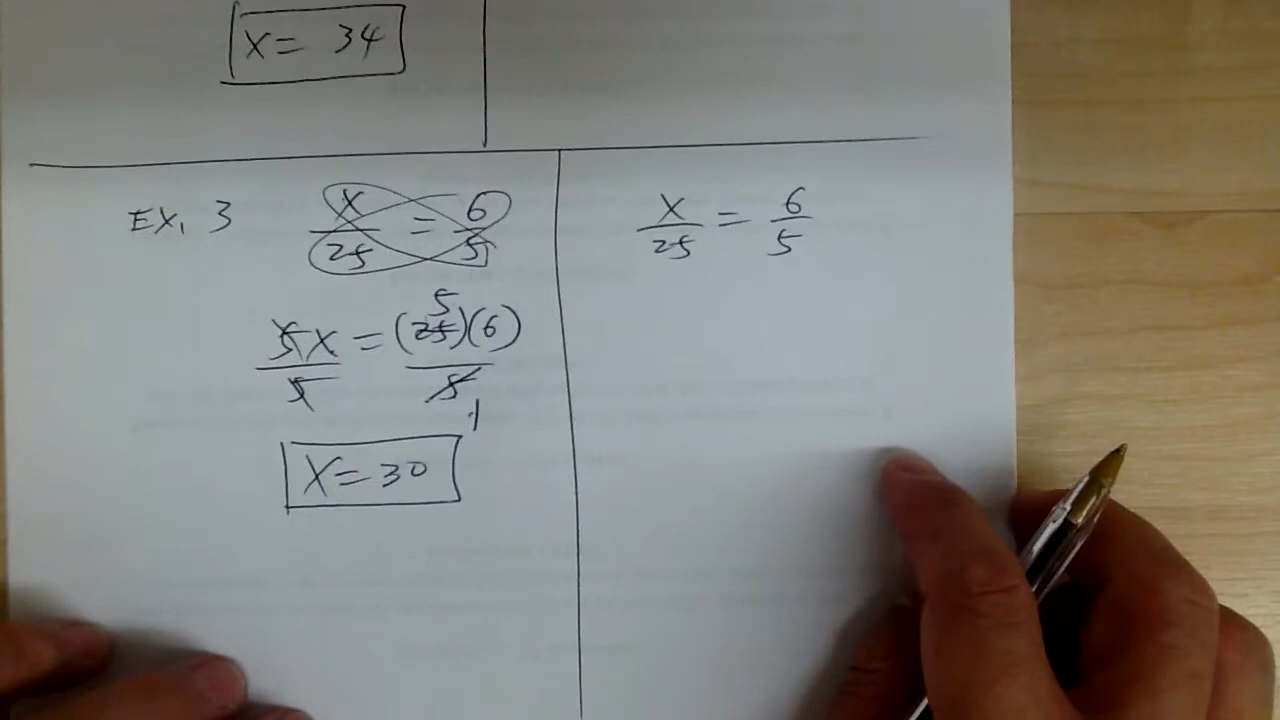 x = 34
Ex. 3 x/25 = 6/5
5x/5 = (25)(6)/5
5
1
x = 30
x/25 = 6/5